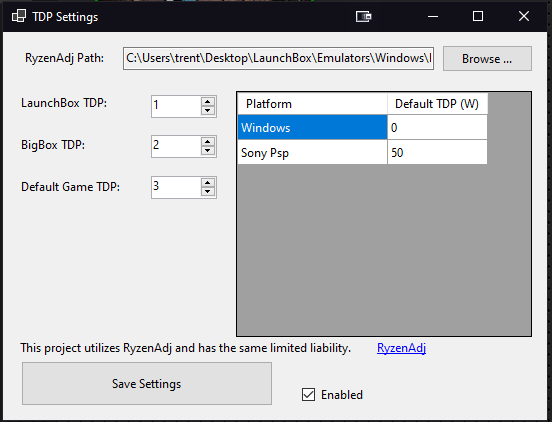 TDP Settings
RyzenAdj Path: C:\Users\trent\Desktop\LaunchBox\Emulators\Windows\ Browse ...
LaunchBox TDP: 1
BigBox TDP: 2
Default Game TDP: 3
Platform Default TDP (W)
Windows 0
Sony Psp 50
This project utilizes RyzenAdj and has the same limited liability. RyzenAdj
Save Settings
Enabled